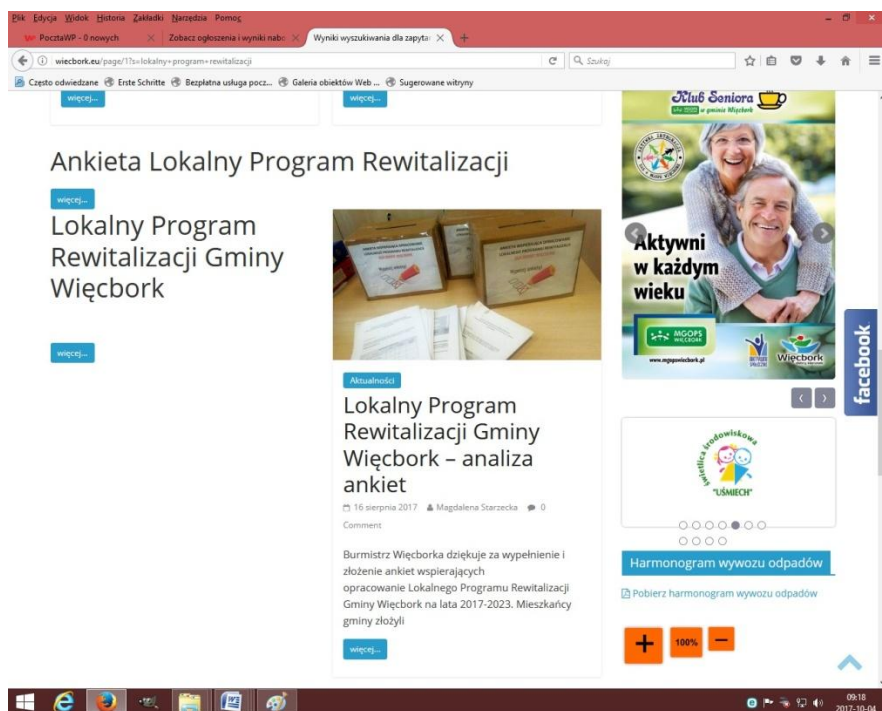 Plik Edycja Widok Historia Zakładki Narzędzia Pomoc
PocztaWP - 0 nowych
Zobacz ogłoszenia i wyniki nabo
Wyniki wyszukiwania dla zapyta
wiecbork.eu/page/1?s=lokalny+program+rewitalizacji
Szukaj
Często odwiedzane Erste Schritte Bezpłatna usługa pocz... Galeria obiektów Web ... Sugerowane witryny
więcej...
więcej...
Ankieta Lokalny Program Rewitalizacji
więcej...
Lokalny Program
Rewitalizacji Gminy
Więcbork
więcej...
Aktualności
Lokalny Program
Rewitalizacji Gminy
Więcbork – analiza
ankiet
16 sierpnia 2017 Magdalena Starzecka 0
Comment
Burmistrz Więcborka dziękuje za wypełnienie i
złożenie ankiet wspierających
opracowanie Lokalnego Programu Rewitalizacji
Gminy Więcbork na lata 2017-2023. Mieszkańcy
gminy złożyli
więcej...
Klub Seniora
w gminie Więcbork
Aktywni
w każdym
wieku
MGOPS
WIĘCBORK
www.mgopswiecbork.pl
Więcbork
facebook
świetlica środowiskowa
"UŚMIECH"
Harmonogram wywozu odpadów
Pobierz harmonogram wywozu odpadów
+ 100% −
09:18
2017-10-04